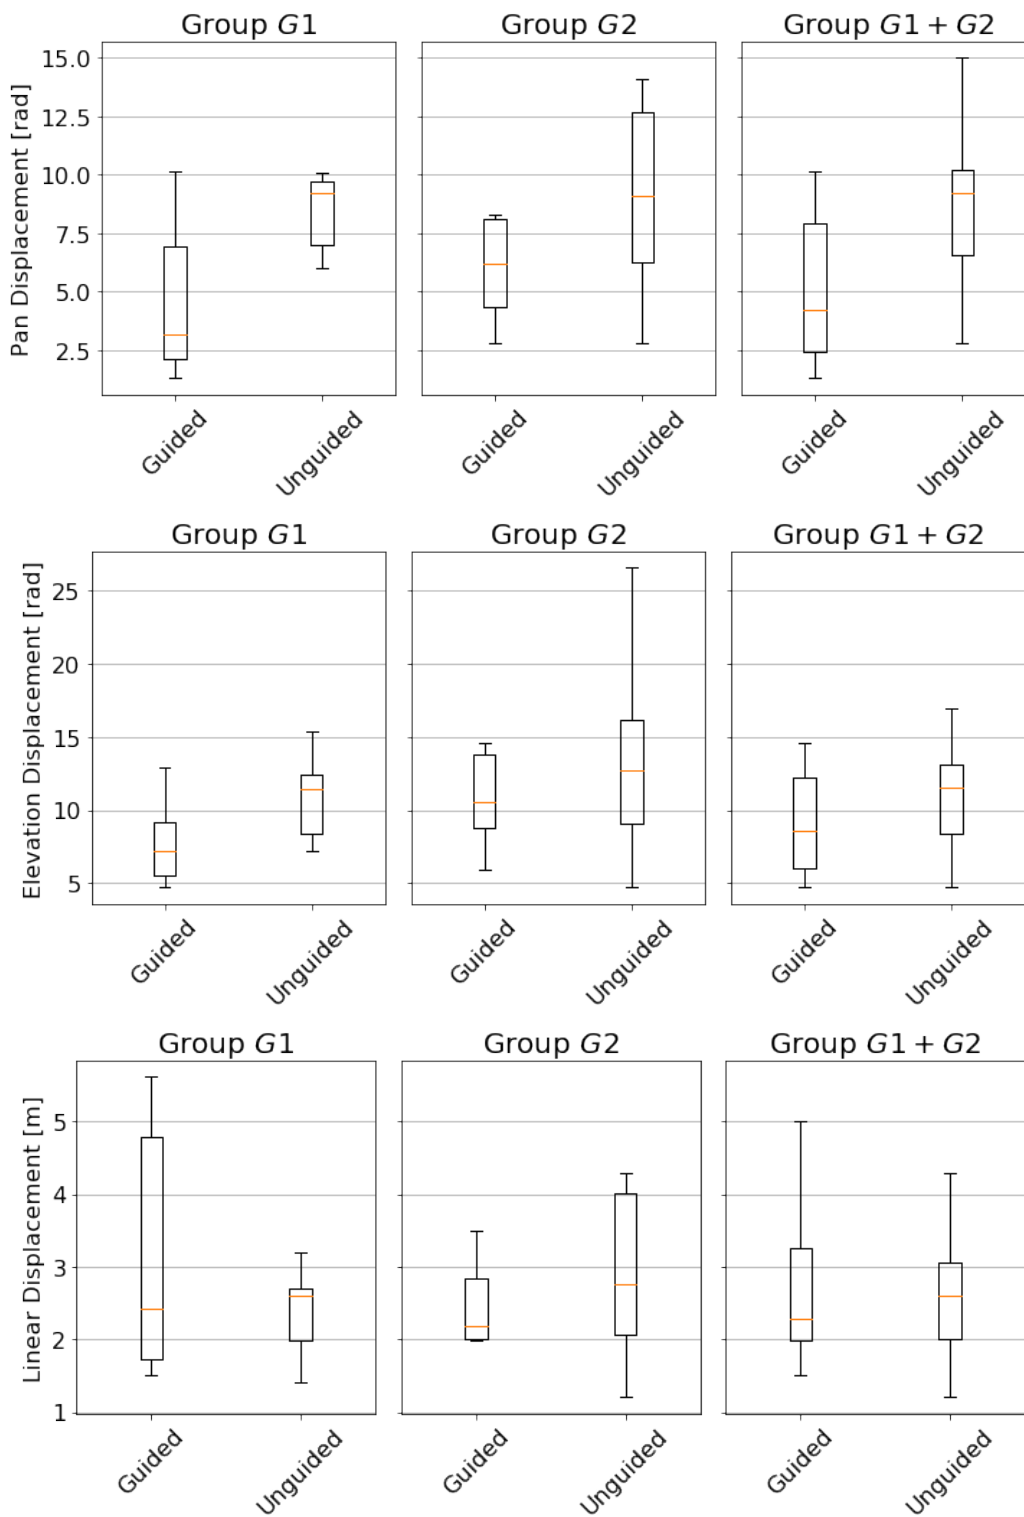 Group G1
Group G2
Group G1 + G2
Pan Displacement [rad]
15.0
12.5
10.0
7.5
5.0
2.5
Guided
Unguided
Guided
Unguided
Guided
Unguided
Group G1
Group G2
Group G1 + G2
Elevation Displacement [rad]
25
20
15
10
5
Guided
Unguided
Guided
Unguided
Guided
Unguided
Group G1
Group G2
Group G1 + G2
Linear Displacement [m]
5
4
3
2
1
Guided
Unguided
Guided
Unguided
Guided
Unguided